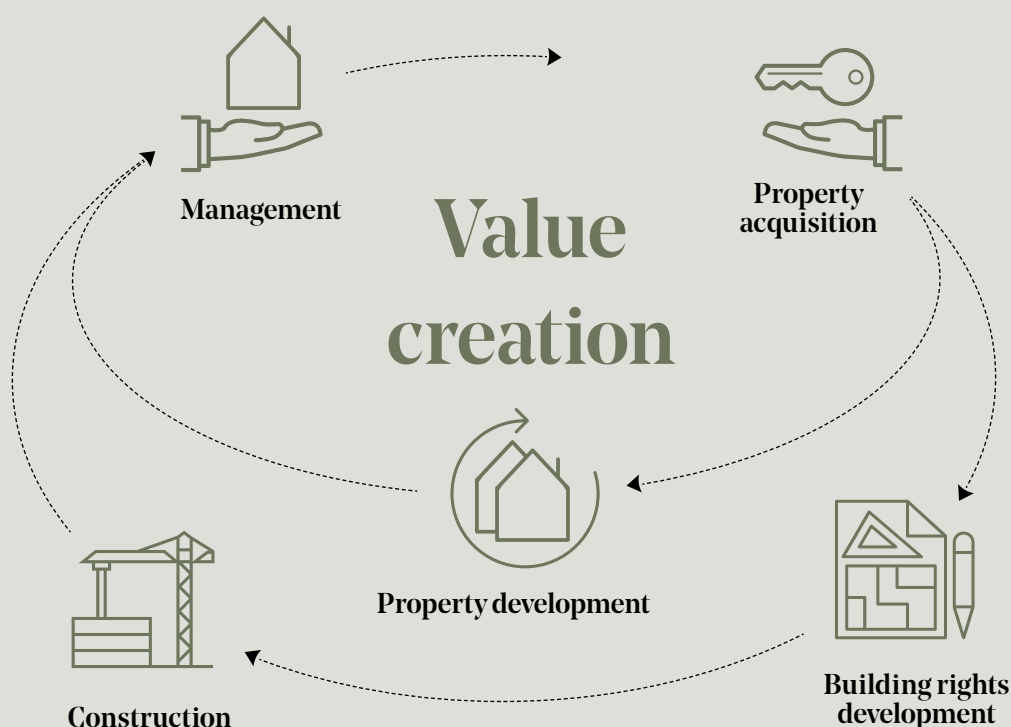 Management
Property
acquisition
Value
creation
Property development
Building rights
development
Construction